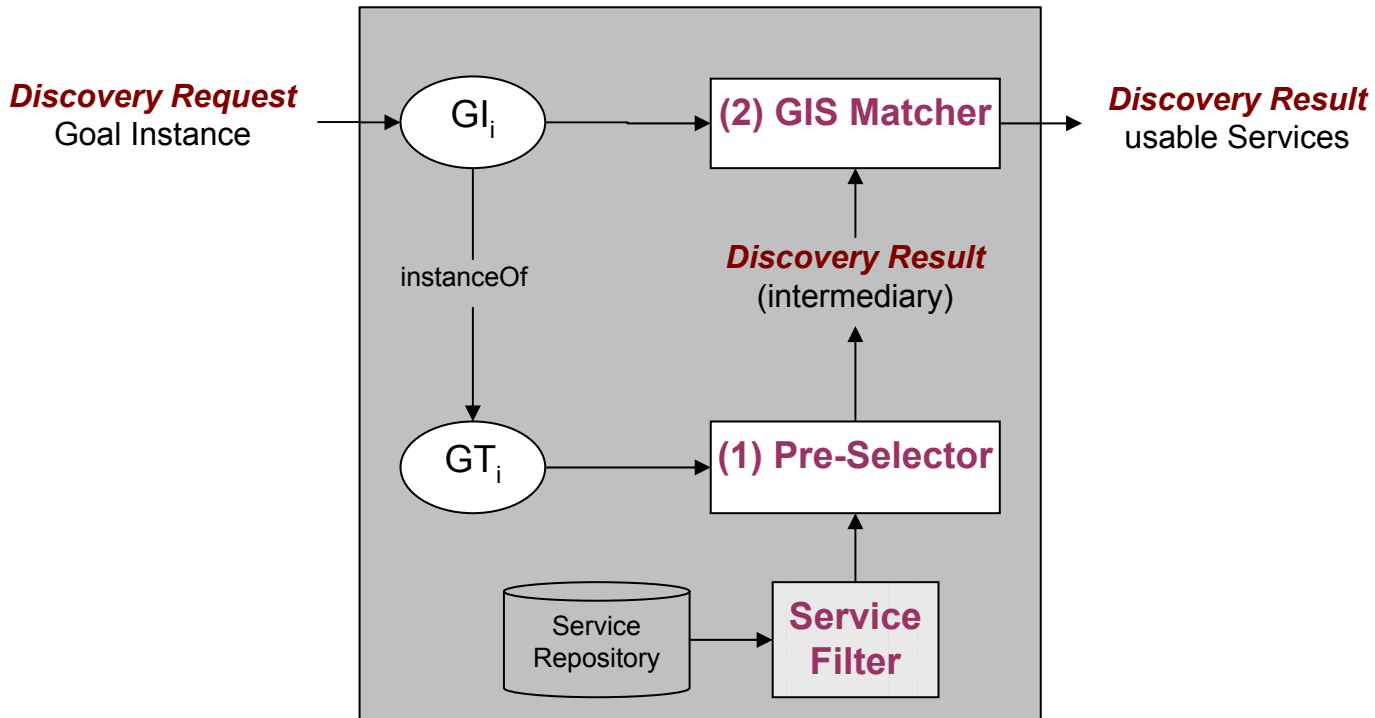 Discovery Request
Goal Instance
GIi
(2) GIS Matcher
Discovery Result
usable Services
instanceOf
Discovery Result
(intermediary)
GTi
(1) Pre-Selector
Service
Repository
Service
Filter